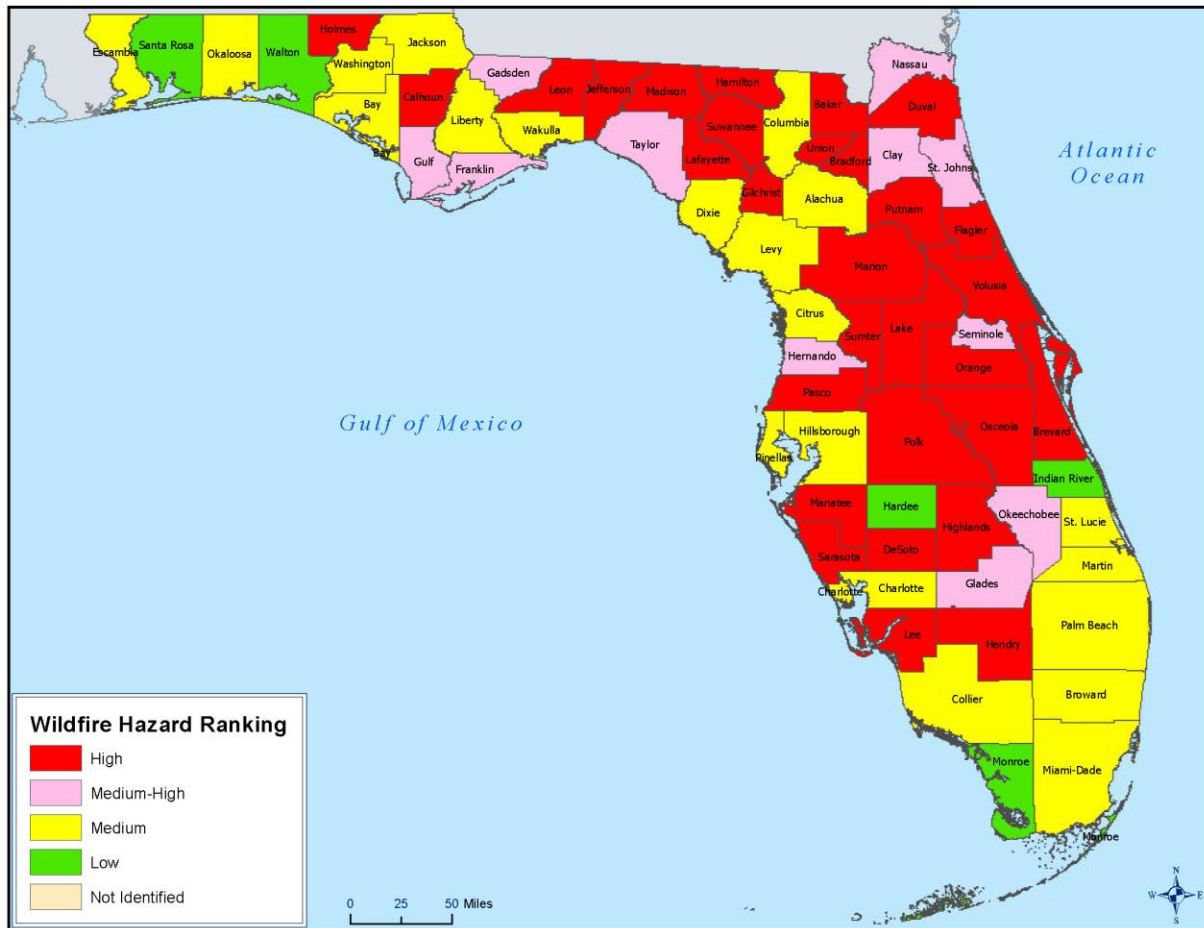 Holmes
Jackson
Escambia
Santa Rosa
Okaloosa
Walton
Washington
Gadsden
Nassau
Calhoun
Leon
Jefferson
Madison
Hamilton
Baker
Duval
Bay
Liberty
Wakulla
Suwannee
Columbia
Bay
Gulf
Franklin
Taylor
Lafayette
Union
Bradford
Clay
St. Johns
Atlantic
Ocean
Gilchrist
Alachua
Putnam
Dixie
Flagler
Levy
Marion
Volusia
Citrus
Sumter
Lake
Seminole
Hernando
Orange
Pasco
Gulf of Mexico
Hillsborough
Polk
Osceola
Brevard
Pinellas
Indian River
Manatee
Hardee
Highlands
Okeechobee
St. Lucie
Sarasota
DeSoto
Martin
Charlotte
Charlotte
Glades
Palm Beach
Lee
Hendry
Collier
Broward
Monroe
Miami-Dade
Monroe
Wildfire Hazard Ranking
High
Medium-High
Medium
Low
Not Identified
0 25 50 Miles
N
W E
S